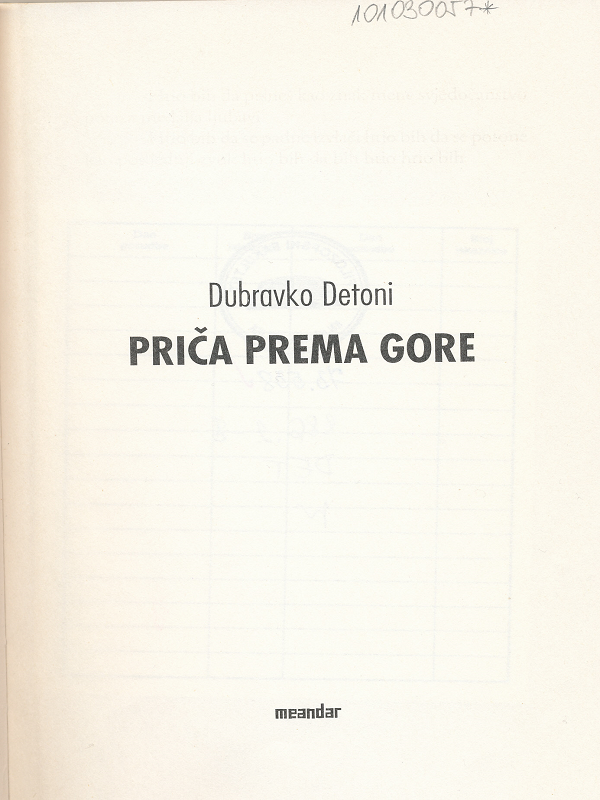 101030057*
Dubravko Detoni
PRIČA PREMA GORE
meandar